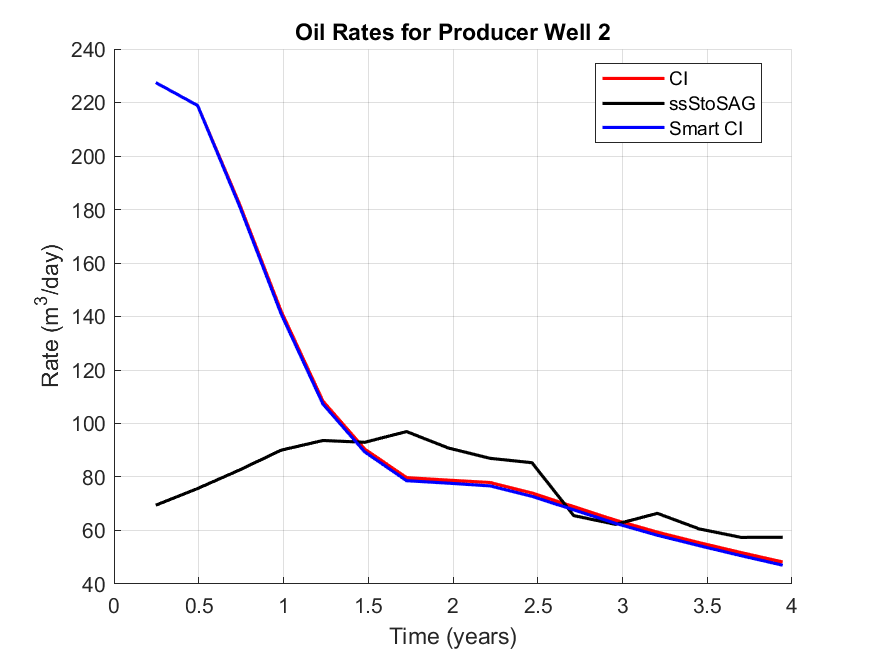 Oil Rates for Producer Well 2
240
220
200
180
160
140
120
100
80
60
40
Rate (m³/day)
CI
ssStoSAG
Smart CI
0 0.5 1 1.5 2 2.5 3 3.5 4
Time (years)